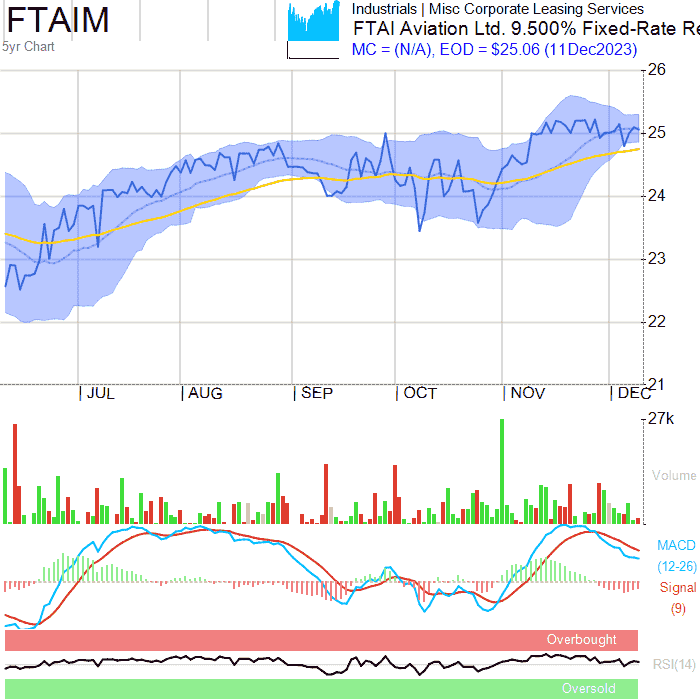 FTAIM
5yr Chart
Industrials | Misc Corporate Leasing Services
FTAI Aviation Ltd. 9.500% Fixed-Rate Re
MC = (N/A), EOD = $25.06 (11Dec2023)
26
25
24
23
22
21
JUL AUG SEP OCT NOV DEC
27k
Volume
MACD
(12-26)
Signal
(9)
Overbought
RSI(14)
Oversold